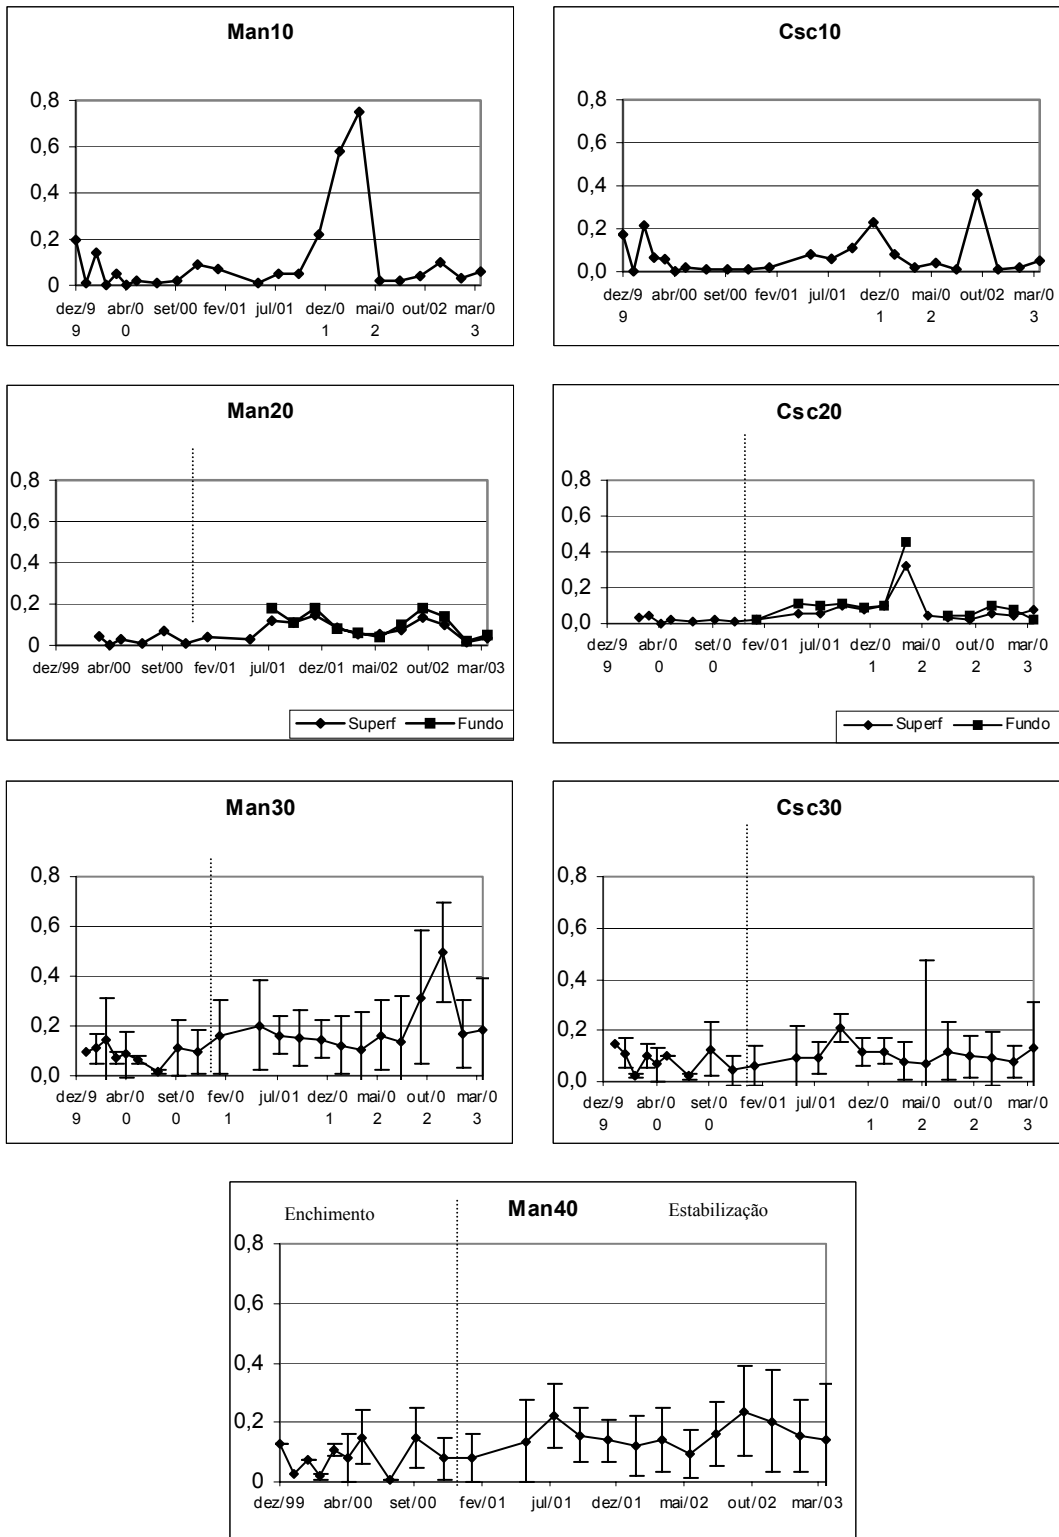 Man10
0,8
0,6
0,4
0,2
0
dez/9 abr/0 set/00 fev/01 jul/01 dez/0 mai/0 out/02 mar/0
9 0 1 2 3
Csc10
0,8
0,6
0,4
0,2
0,0
dez/9 abr/00 set/00 fev/01 jul/01 dez/0 mai/0 out/02 mar/0
9 1 2 3
Man20
0,8
0,6
0,4
0,2
0
dez/99 abr/00 set/00 fev/01 jul/01 dez/01 mai/02 out/02 mar/03
Superf Fundo
Csc20
0,8
0,6
0,4
0,2
0,0
dez/99 abr/0 set/0 fev/01 jul/01 dez/0 mai/0 out/02 mar/0
0 0 1 2 3
Superf Fundo
Man30
0,8
0,6
0,4
0,2
0,0
dez/9 abr/0 set/0 fev/0 jul/01 dez/01 mai/02 out/0 mar/0
9 0 0 1 2 3
Csc30
0,8
0,6
0,4
0,2
0,0
dez/9 abr/0 set/0 fev/01 jul/01 dez/0 mai/0 out/02 mar/0
9 0 0 1 2 3
Enchimento Man40 Estabilização
0,8
0,6
0,4
0,2
0
dez/99 abr/00 set/00 fev/01 jul/01 dez/01 mai/02 out/02 mar/03